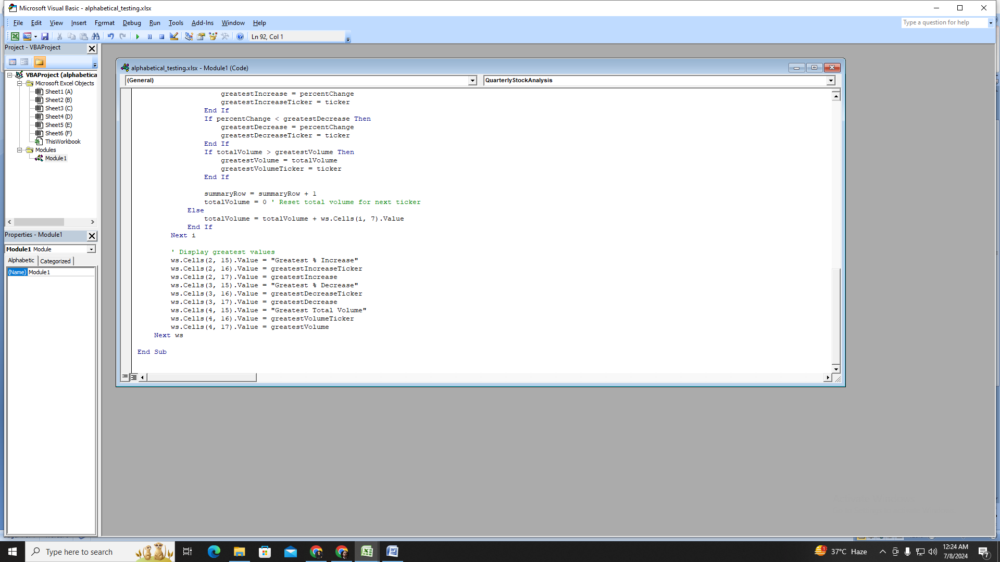 Microsoft Visual Basic - alphabetical_testing.xlsx
File Edit View Insert Format Debug Run Tools Add-Ins Window Help
Type a question for help
Ln 92, Col 1
Project - VBAProject
VBAProject (alphabetica
Microsoft Excel Objects
Sheet1 (A)
Sheet2 (B)
Sheet3 (C)
Sheet4 (D)
Sheet5 (E)
Sheet6 (F)
ThisWorkbook
Modules
Module1
Properties - Module1
Module1 Module
Alphabetic Categorized
(Name) Module1
alphabetical_testing.xlsx - Module1 (Code)
(General)
QuarterlyStockAnalysis
greatestIncrease = percentChange
greatestIncreaseTicker = ticker
End If
If percentChange < greatestDecrease Then
greatestDecrease = percentChange
greatestDecreaseTicker = ticker
End If
If totalVolume > greatestVolume Then
greatestVolume = totalVolume
greatestVolumeTicker = ticker
End If
summaryRow = summaryRow + 1
totalVolume = 0 ' Reset total volume for next ticker
Else
totalVolume = totalVolume + ws.Cells(i, 7).Value
End If
Next i
' Display greatest values
ws.Cells(2, 15).Value = "Greatest % Increase"
ws.Cells(2, 16).Value = greatestIncreaseTicker
ws.Cells(2, 17).Value = greatestIncrease
ws.Cells(3, 15).Value = "Greatest % Decrease"
ws.Cells(3, 16).Value = greatestDecreaseTicker
ws.Cells(3, 17).Value = greatestDecrease
ws.Cells(4, 15).Value = "Greatest Total Volume"
ws.Cells(4, 16).Value = greatestVolumeTicker
ws.Cells(4, 17).Value = greatestVolume
Next ws
End Sub
Type here to search
1
37°C Haze
12:24 AM
7/8/2024
7